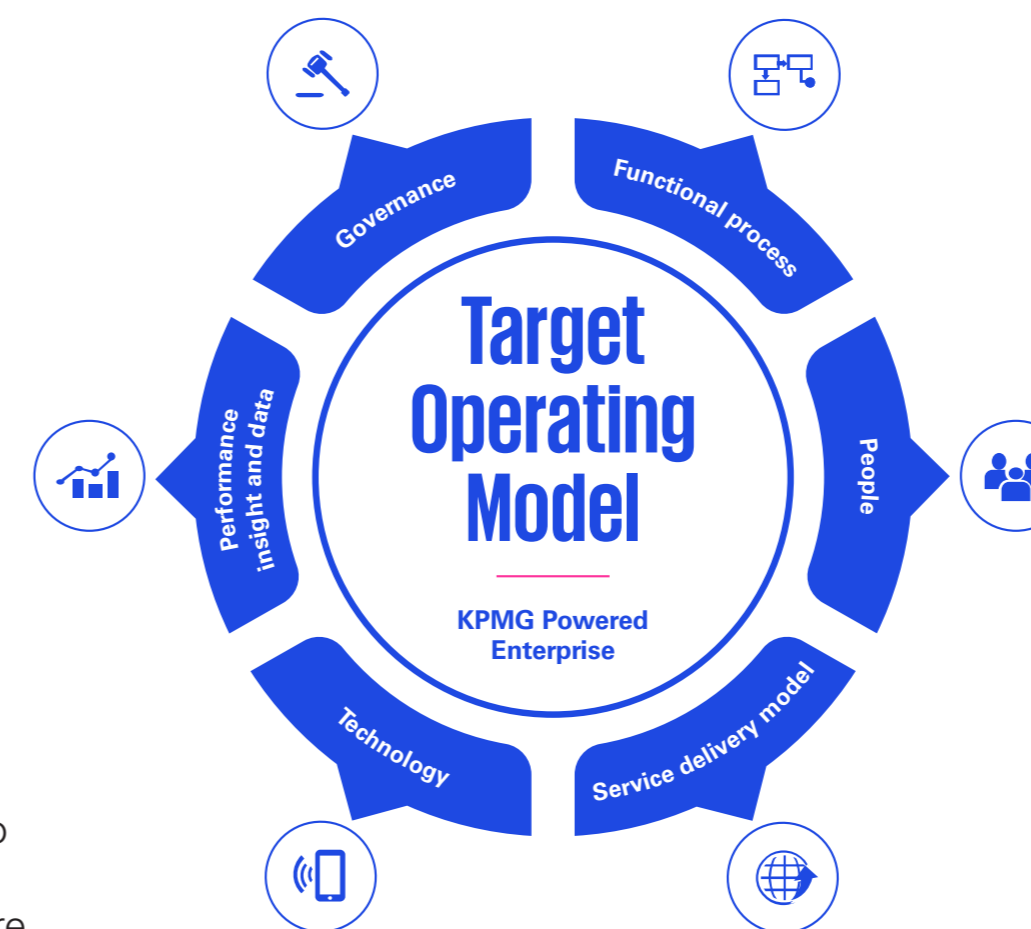 Governance
Functional process
Performance
insight and data
Target
Operating
Model
KPMG Powered
Enterprise
People
Technology
Service delivery model